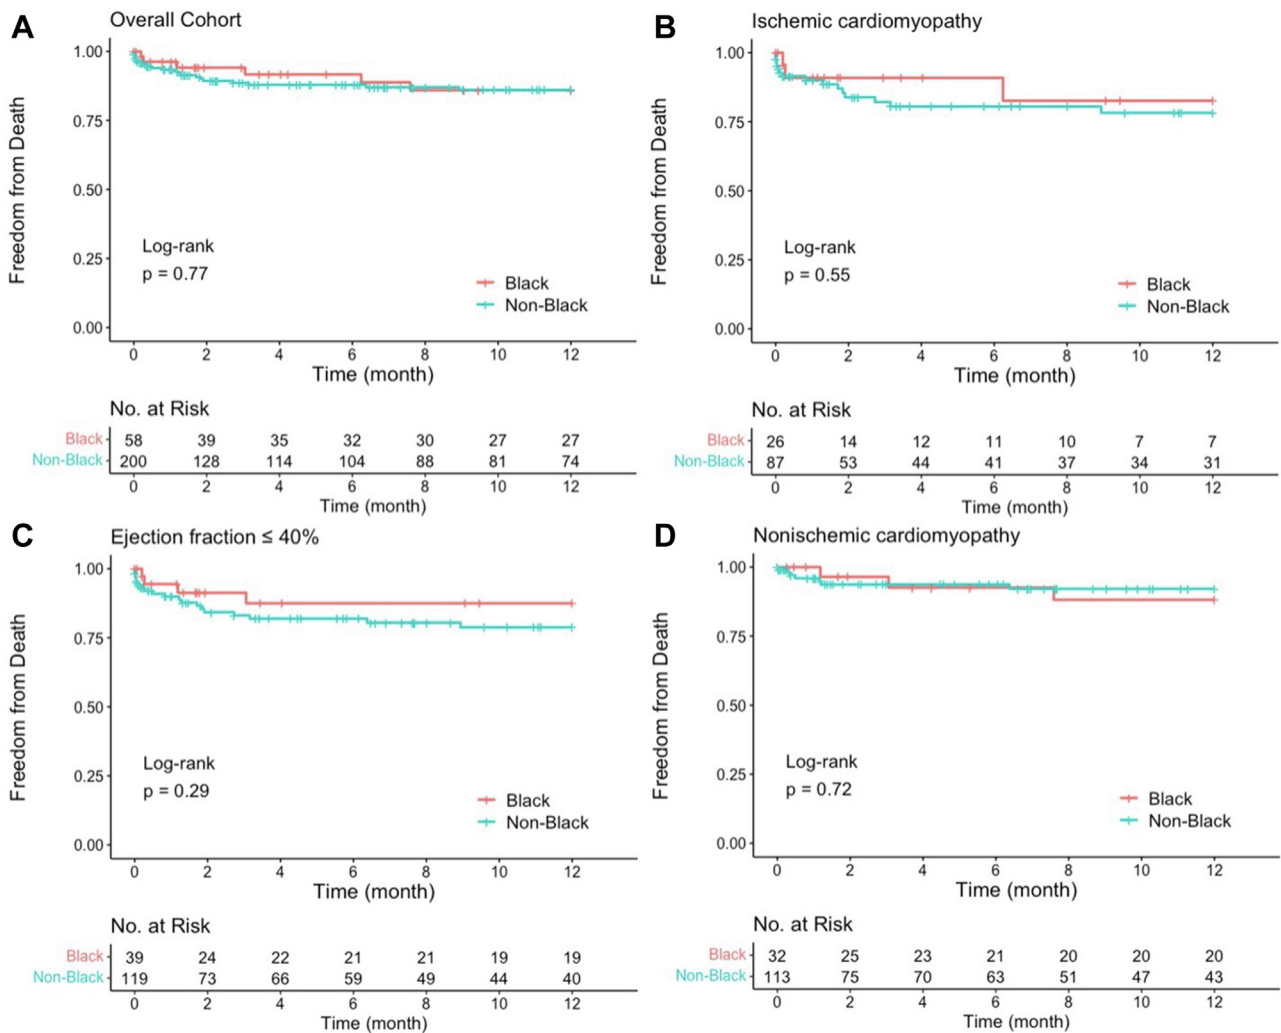 A
Overall Cohort
Freedom from Death
1.00
0.75
0.50
0.25
0.00
Log-rank
p = 0.77
Black
Non-Black
0 2 4 6 8 10 12
Time (month)
No. at Risk
Black 58 39 35 32 30 27 27
Non-Black 200 128 114 104 88 81 74
0 2 4 6 8 10 12
Time (month)
B
Ischemic cardiomyopathy
Freedom from Death
1.00
0.75
0.50
0.25
0.00
Log-rank
p = 0.55
Black
Non-Black
0 2 4 6 8 10 12
Time (month)
No. at Risk
Black 26 14 12 11 10 7 7
Non-Black 87 53 44 41 37 34 31
0 2 4 6 8 10 12
Time (month)
C
Ejection fraction ≤ 40%
Freedom from Death
1.00
0.75
0.50
0.25
0.00
Log-rank
p = 0.29
Black
Non-Black
0 2 4 6 8 10 12
Time (month)
No. at Risk
Black 39 24 22 21 21 19 19
Non-Black 119 73 66 59 49 44 40
0 2 4 6 8 10 12
Time (month)
D
Nonischemic cardiomyopathy
Freedom from Death
1.00
0.75
0.50
0.25
0.00
Log-rank
p = 0.72
Black
Non-Black
0 2 4 6 8 10 12
Time (month)
No. at Risk
Black 32 25 23 21 20 20 20
Non-Black 113 75 70 63 51 47 43
0 2 4 6 8 10 12
Time (month)